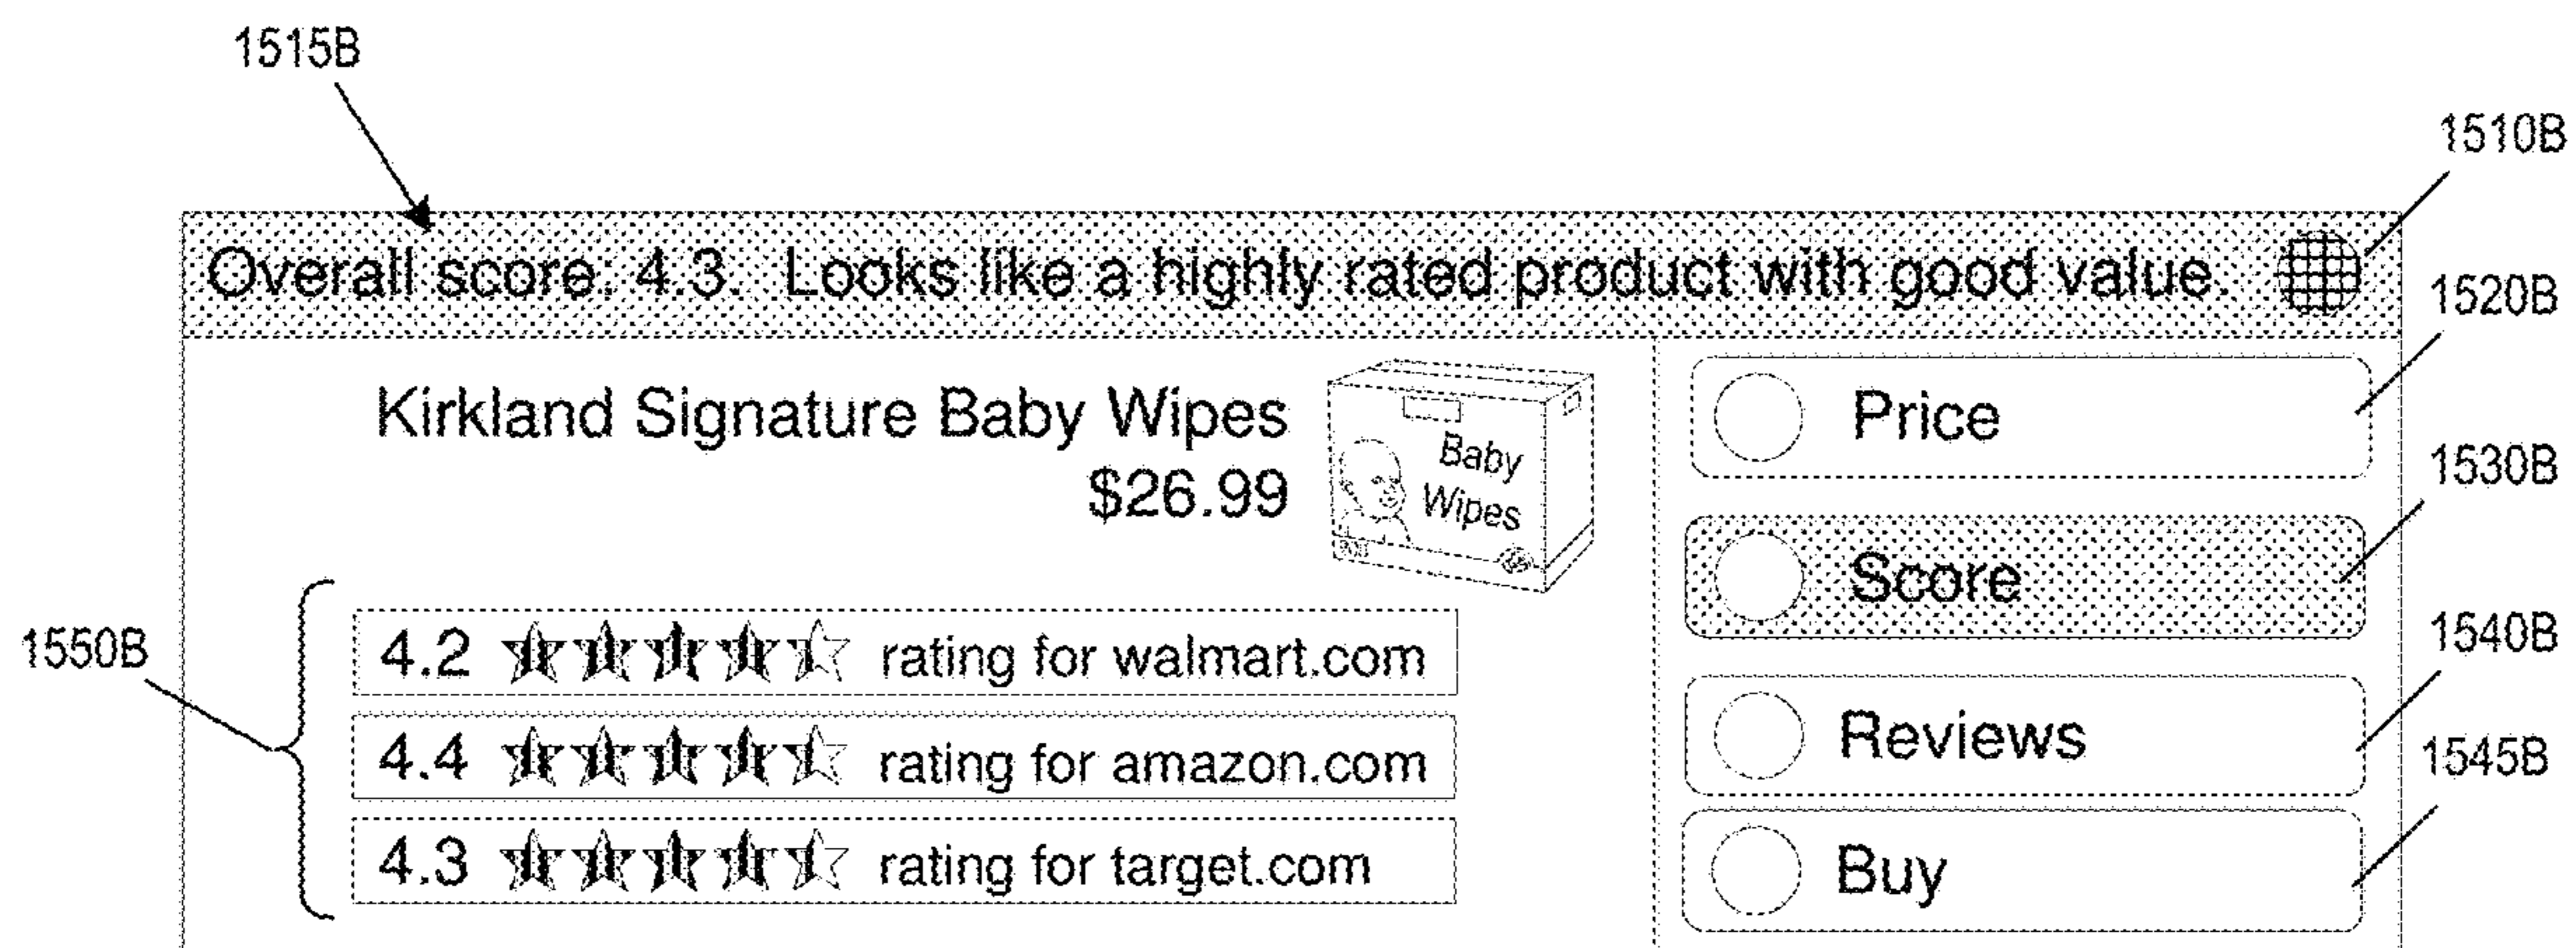 1515B
1510B
Overall score: 4.3. Looks like a highly rated product with good value.
1520B
Kirkland Signature Baby Wipes
$26.99
Baby
Wipes
Price
1530B
Score
1550B
4.2 rating for walmart.com
1540B
Reviews
4.4 rating for amazon.com
1545B
4.3 rating for target.com
Buy